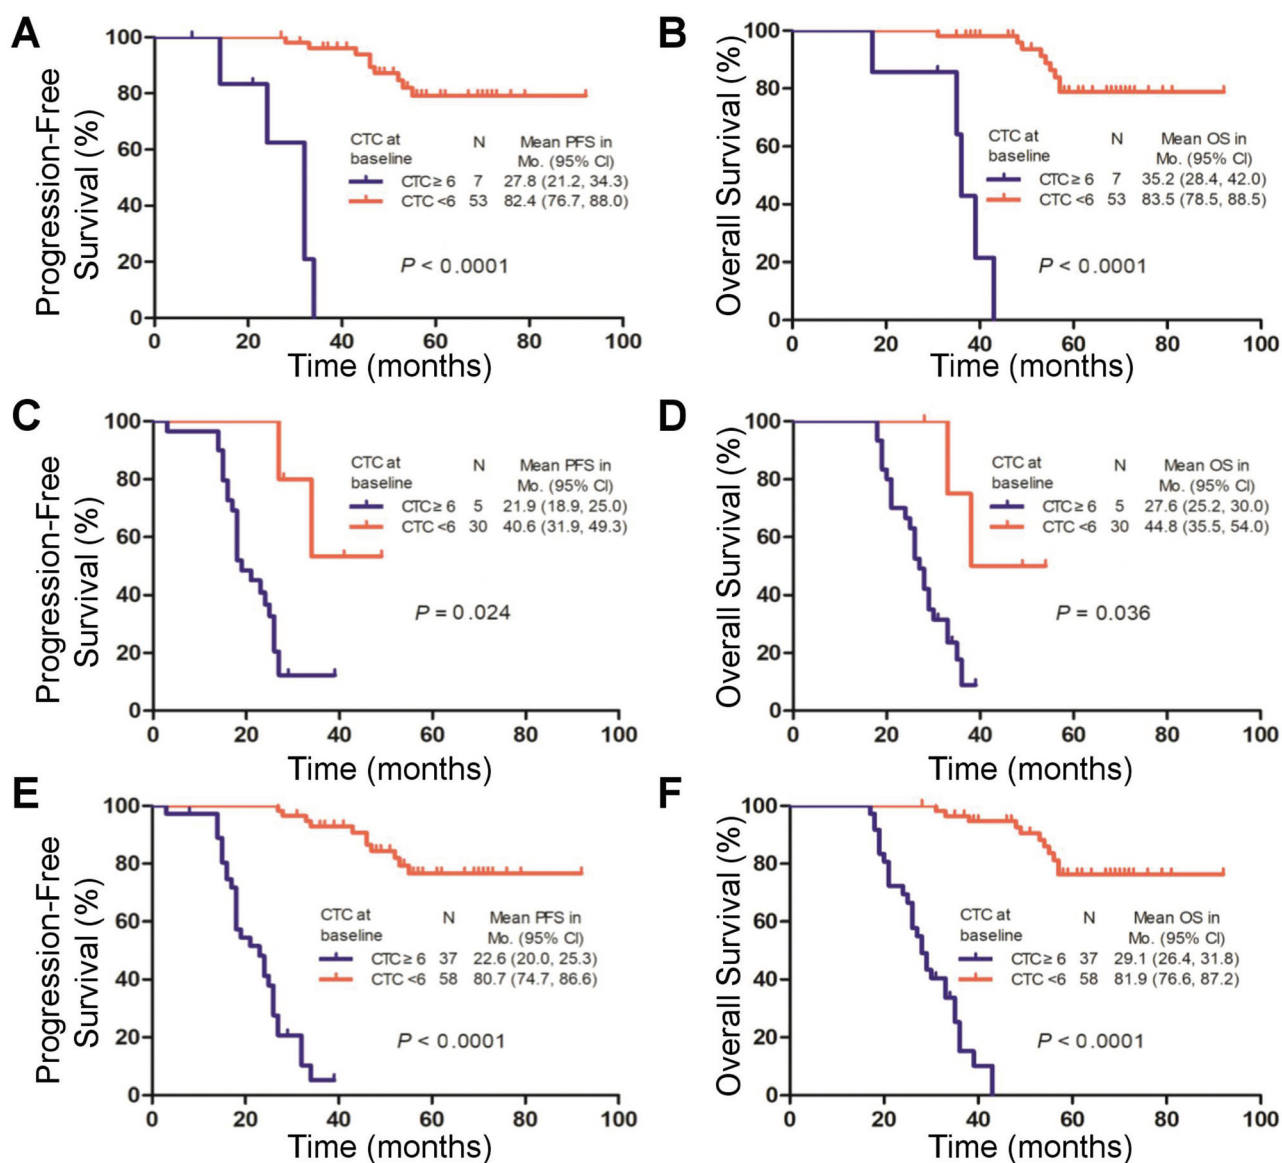 A
Progression-Free
Survival (%)
100
80
60
40
20
0
CTC at
baseline
N
Mean PFS in
Mo. (95% CI)
CTC ≥ 6 7 27.8 (21.2, 34.3)
CTC <6 53 82.4 (76.7, 88.0)
P < 0.0001
0 20 40 60 80 100
Time (months)
B
Overall Survival (%)
100
80
60
40
20
0
CTC at
baseline
N
Mean OS in
Mo. (95% CI)
CTC ≥ 6 7 35.2 (28.4, 42.0)
CTC <6 53 83.5 (78.5, 88.5)
P < 0.0001
0 20 40 60 80 100
Time (months)
C
Progression-Free
Survival (%)
100
80
60
40
20
0
CTC at
baseline
N
Mean PFS in
Mo. (95% CI)
CTC ≥ 6 5 21.9 (18.9, 25.0)
CTC <6 30 40.6 (31.9, 49.3)
P = 0.024
0 20 40 60 80 100
Time (months)
D
Overall Survival (%)
100
80
60
40
20
0
CTC at
baseline
N
Mean OS in
Mo. (95% CI)
CTC ≥ 6 5 27.6 (25.2, 30.0)
CTC <6 30 44.8 (35.5, 54.0)
P = 0.036
0 20 40 60 80 100
Time (months)
E
Progression-Free
Survival (%)
100
80
60
40
20
0
CTC at
baseline
N
Mean PFS in
Mo. (95% CI)
CTC ≥ 6 37 22.6 (20.0, 25.3)
CTC <6 58 80.7 (74.7, 86.6)
P < 0.0001
0 20 40 60 80 100
Time (months)
F
Overall Survival (%)
100
80
60
40
20
0
CTC at
baseline
N
Mean OS in
Mo. (95% CI)
CTC ≥ 6 37 29.1 (26.4, 31.8)
CTC <6 58 81.9 (76.6, 87.2)
P < 0.0001
0 20 40 60 80 100
Time (months)